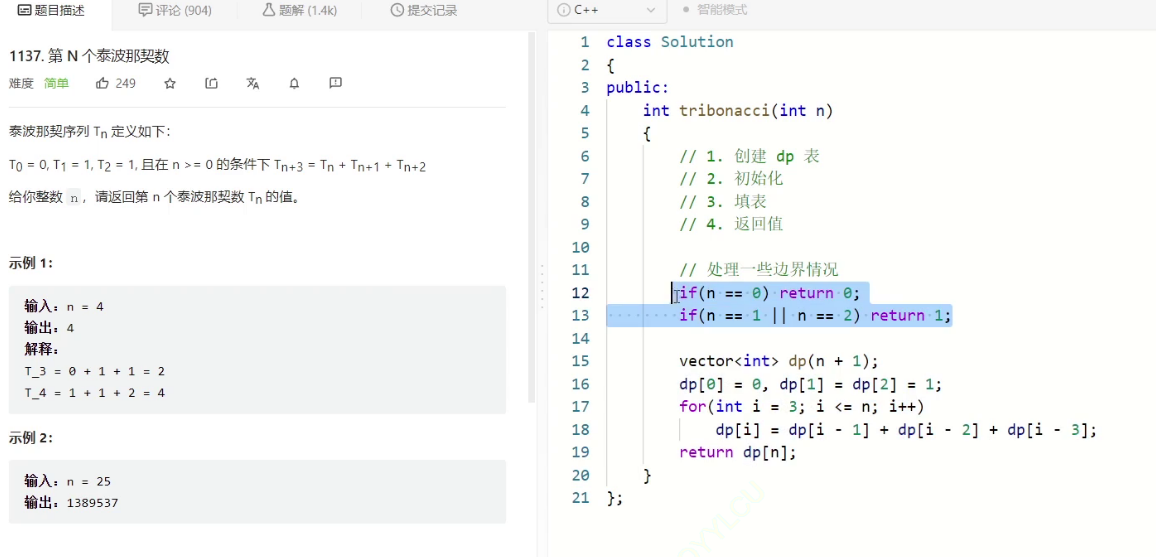 题目描述 评论 (904) 题解 (1.4k) 提交记录
C++ 智能模式
1137. 第 N 个泰波那契数
难度 简单 249
泰波那契序列 Tn 定义如下：
T0 = 0, T1 = 1, T2 = 1, 且在 n >= 0 的条件下 Tn+3 = Tn + Tn+1 + Tn+2
给你整数 n，请返回第 n 个泰波那契数 Tn 的值。
示例 1：
输入：n = 4
输出：4
解释：
T_3 = 0 + 1 + 1 = 2
T_4 = 1 + 1 + 2 = 4
示例 2：
输入：n = 25
输出：1389537
1 class Solution
2 {
3 public:
4 int tribonacci(int n)
5 {
6 // 1. 创建 dp 表
7 // 2. 初始化
8 // 3. 填表
9 // 4. 返回值
10
11 // 处理一些边界情况
12 if(n == 0) return 0;
13 if(n == 1 || n == 2) return 1;
14
15 vector<int> dp(n + 1);
16 dp[0] = 0, dp[1] = dp[2] = 1;
17 for(int i = 3; i <= n; i++)
18 dp[i] = dp[i - 1] + dp[i - 2] + dp[i - 3];
19 return dp[n];
20 }
21 };